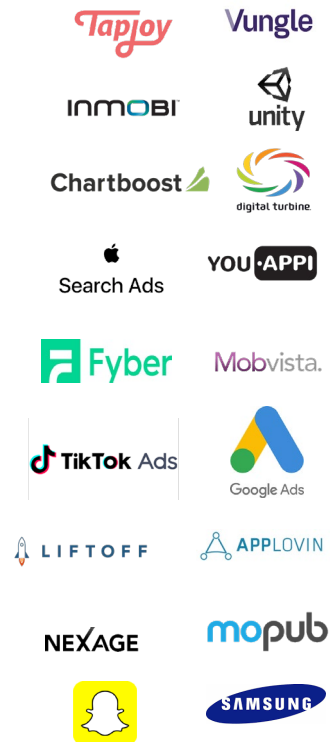 Tapjoy
Vungle
INMOBI
unity
Chartboost
digital turbine
Search Ads
YOU•APPI
Fyber
Mobvista.
TikTok Ads
Google Ads
LIFTOFF
APPLOVIN
NEXAGE
mopub
SAMSUNG